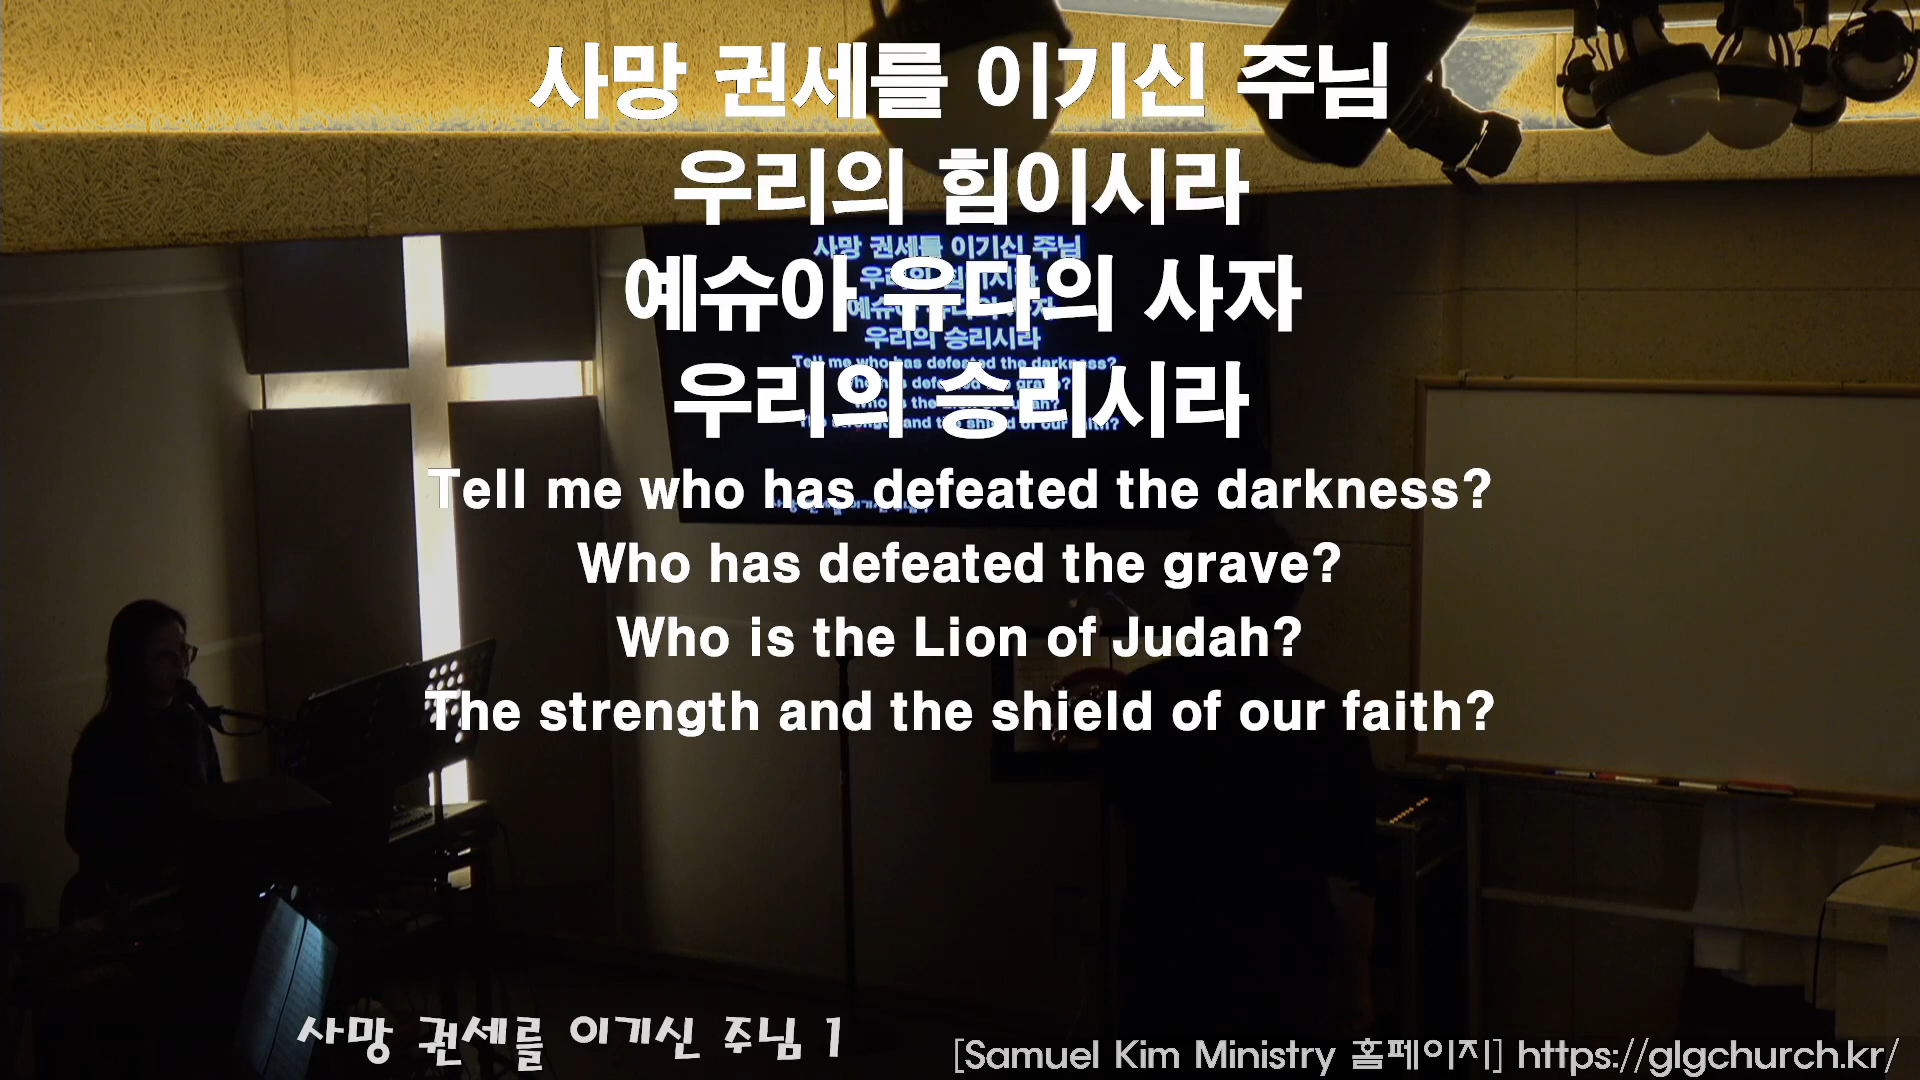 사망 권세를 이기신 주님
우리의 힘이시라
예슈아 유다의 사자
우리의 승리시라
Tell me who has defeated the darkness?
Who has defeated the grave?
Who is the Lion of Judah?
The strength and the shield of our faith?
사망 권세를 이기신 주님 1
[Samuel Kim Ministry 홈페이지] https://glgchurch.kr/